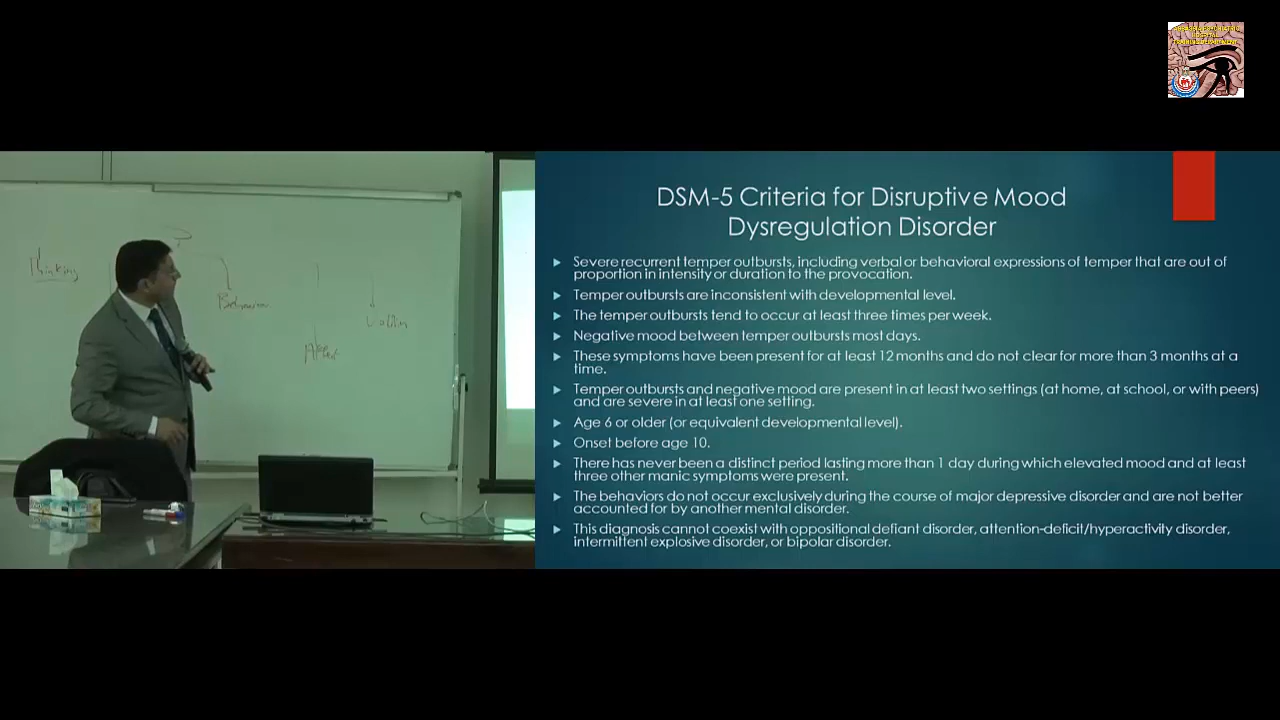 HOSPITAL
Thinking
Behaviour
DSM-5 Criteria for Disruptive Mood
Dysregulation Disorder
Severe recurrent temper outbursts, including verbal or behavioral expressions of temper that are out of
proportion in intensity or duration to the provocation.
Temper outbursts are inconsistent with developmental level.
The temper outbursts tend to occur at least three times per week.
Negative mood between temper outbursts most days.
These symptoms have been present for at least 12 months and do not clear for more than 3 months at a
time.
Temper outbursts and negative mood are present in at least two settings (at home, at school, or with peers)
and are severe in at least one setting.
Age 6 or older (or equivalent developmental level).
Onset before age 10.
There has never been a distinct period lasting more than 1 day during which elevated mood and at least
three other manic symptoms were present.
The behaviors do not occur exclusively during the course of major depressive disorder and are not better
accounted for by another mental disorder.
This diagnosis cannot coexist with oppositional defiant disorder, attention-deficit/hyperactivity disorder,
intermittent explosive disorder, or bipolar disorder.